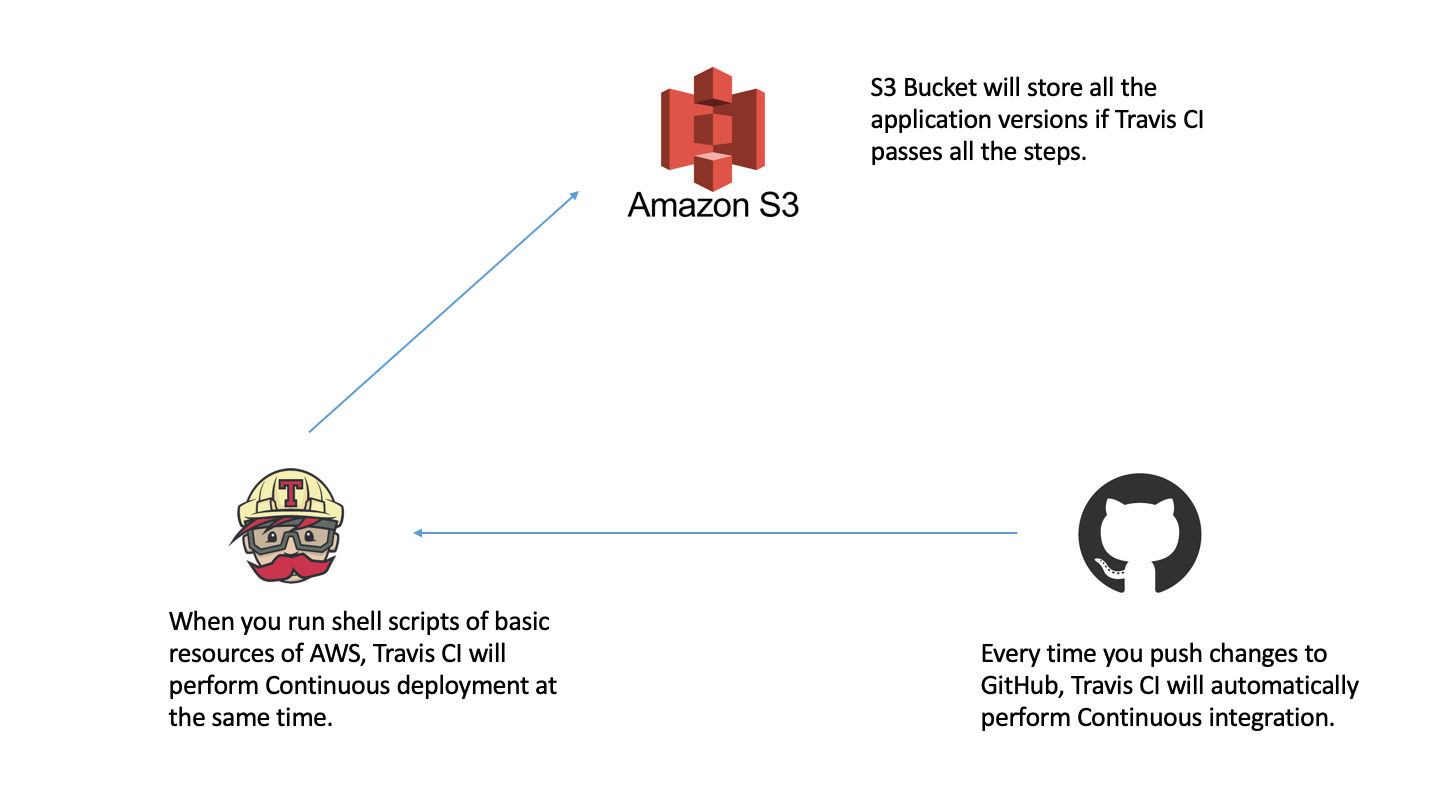 S3 Bucket will store all the
application versions if Travis CI
passes all the steps.
Amazon S3
T
When you run shell scripts of basic
resources of AWS, Travis CI will
perform Continuous deployment at
the same time.
Every time you push changes to
GitHub, Travis CI will automatically
perform Continuous integration.